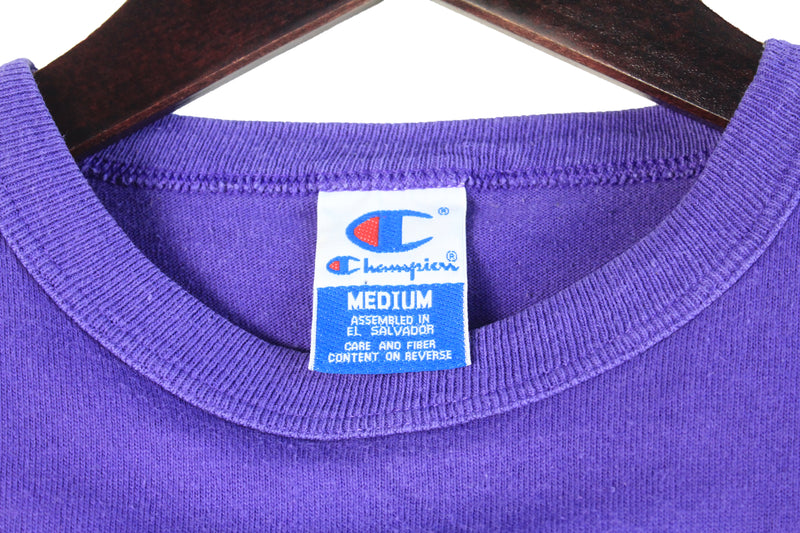 ®
Champion
MEDIUM
ASSEMBLED IN
EL SALVADOR
CARE AND FIBER
CONTENT ON REVERSE